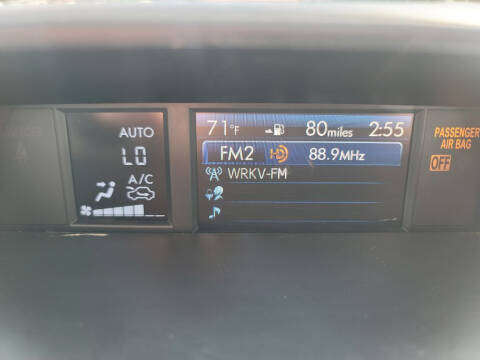 AUTO
LO
A/C
71°F
80miles
2:55
FM2
HD
88.9MHz
WRKV-FM
PASSENGER
AIR BAG
OFF